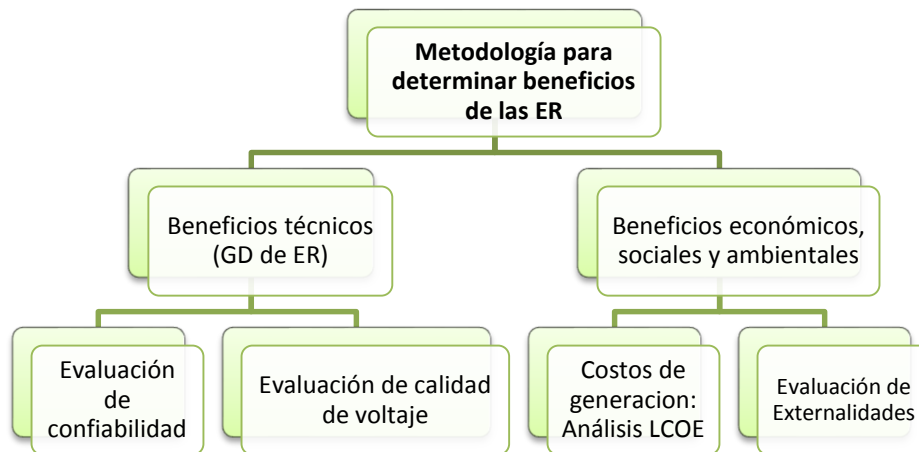 Metodología para
determinar beneficios
de las ER
Beneficios técnicos
(GD de ER)
Beneficios económicos,
sociales y ambientales
Evaluación
de
confiabilidad
Evaluación de calidad
de voltaje
Costos de
generacion:
Análisis LCOE
Evaluación de
Externalidades